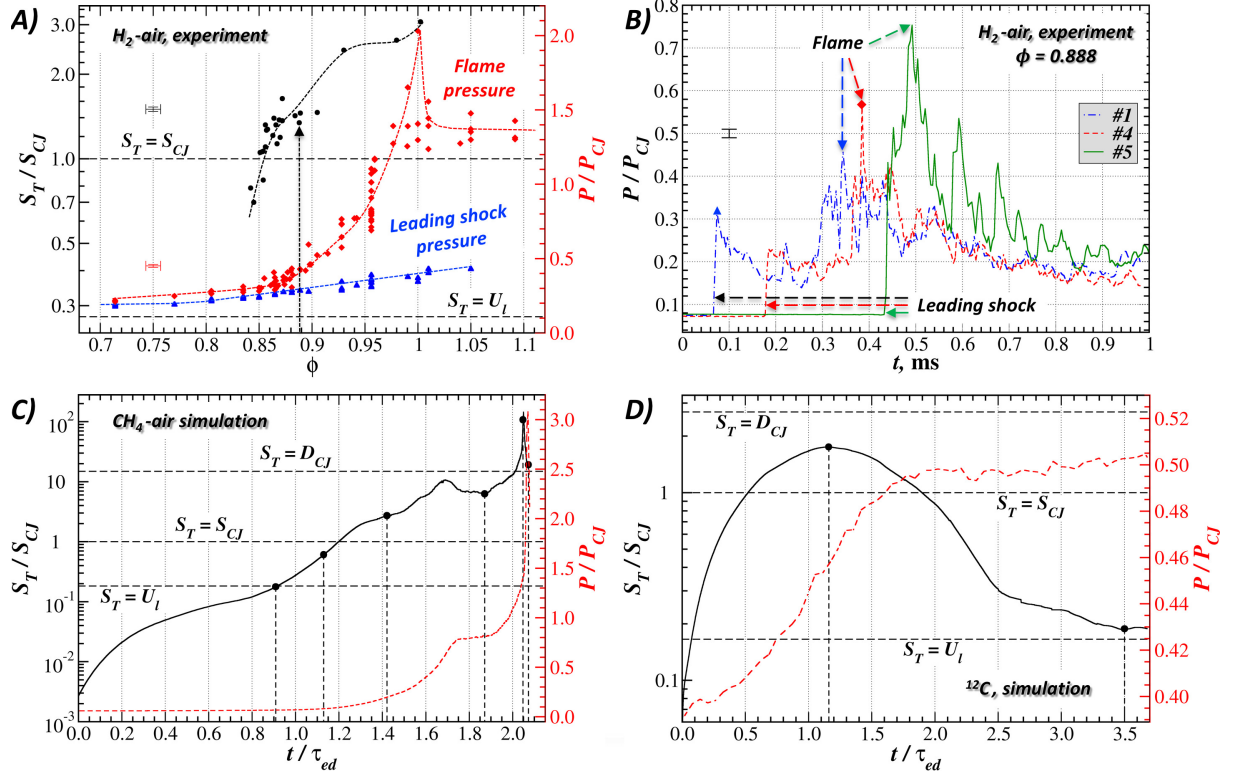 A)
H2-air, experiment
Flame
pressure
Leading shock
pressure
ST = SCJ
ST = Ul
ST / SCJ
3.0
2.0
1.0
0.7
0.5
0.3
P / PCJ
2.0
1.5
1.0
0.5
0.0
0.7 0.75 0.8 0.85 0.9 0.95 1 1.05 1.1
ϕ
B)
H2-air, experiment
ϕ = 0.888
Flame
#1
#4
#5
Leading shock
P / PCJ
0.8
0.7
0.6
0.5
0.4
0.3
0.2
0.1
0 0.1 0.2 0.3 0.4 0.5 0.6 0.7 0.8 0.9 1
t, ms
C)
CH4-air simulation
ST = DCJ
ST = SCJ
ST = Ul
ST / SCJ
10^2
10
1
10^-1
10^-2
10^-3
P / PCJ
3.0
2.5
2.0
1.5
1.0
0.5
0.0
0.0 0.2 0.4 0.6 0.8 1.0 1.2 1.4 1.6 1.8 2.0
t / τed
D)
ST = DCJ
ST = SCJ
ST = Ul
12C, simulation
ST / SCJ
1
0.1
P / PCJ
0.52
0.50
0.49
0.48
0.46
0.44
0.43
0.42
0.40
0.0 0.5 1.0 1.5 2.0 2.5 3.0 3.5
t / τed